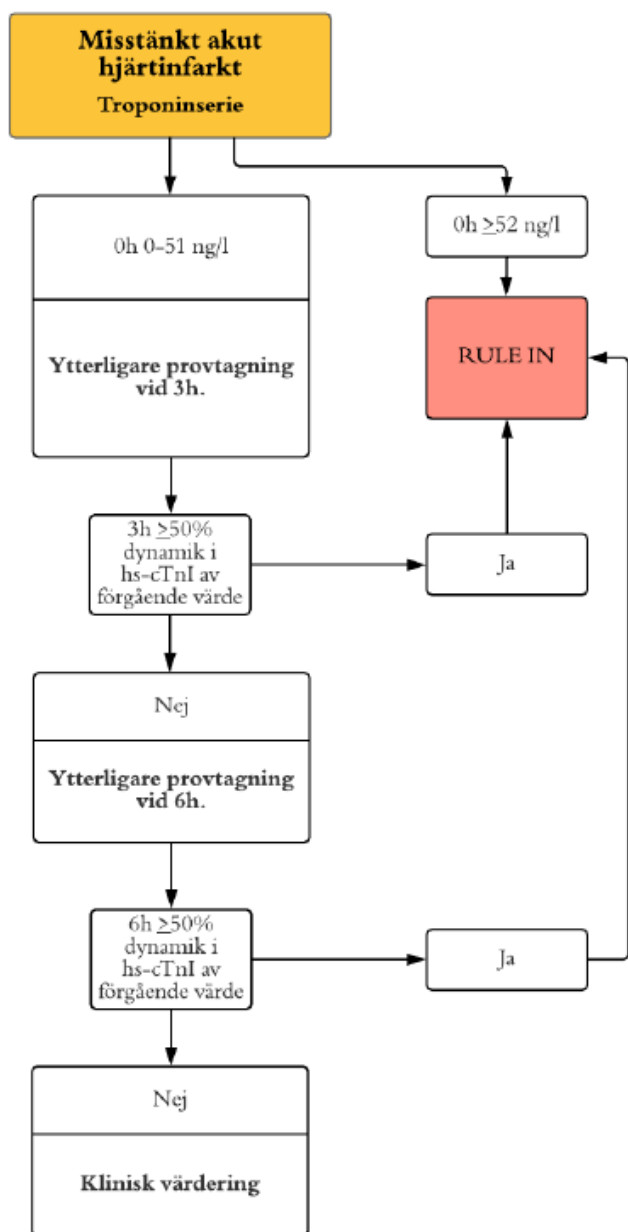 Misstänkt akut
hjärtinfarkt
Troponinserie
0h 0-51 ng/l
0h ≥52 ng/l
Ytterligare provtagning
vid 3h.
RULE IN
3h ≥50%
dynamik i
hs-cTnI av
förgående värde
Ja
Nej
Ytterligare provtagning
vid 6h.
6h ≥50%
dynamik i
hs-cTnI av
förgående värde
Ja
Nej
Klinisk värdering